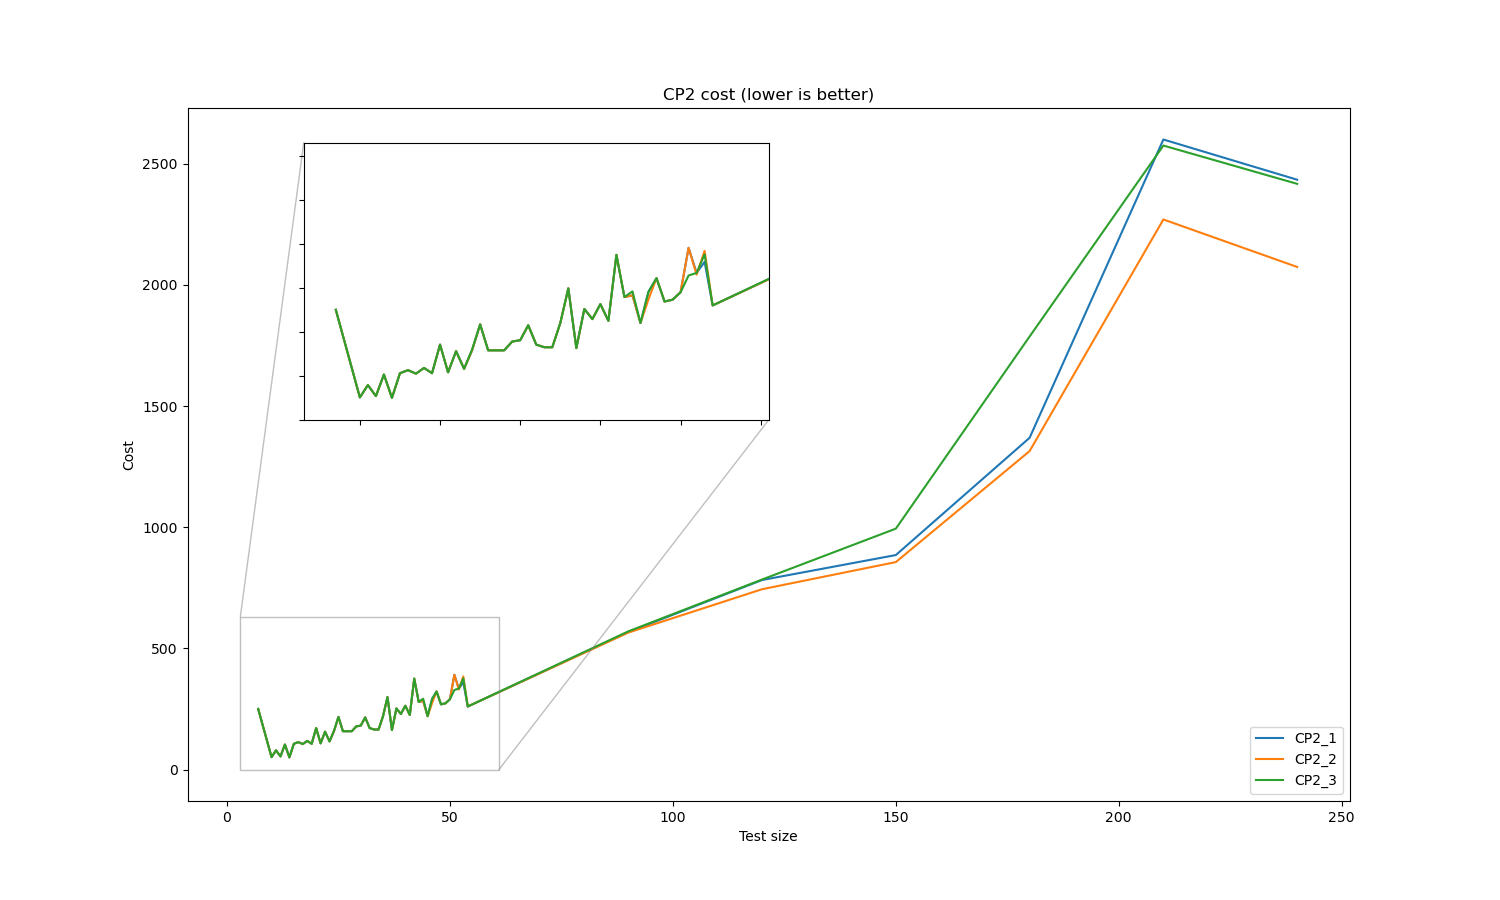 CP2 cost (lower is better)
2500
2000
1500
1000
500
0
Cost
0 50 100 150 200 250
Test size
CP2_1
CP2_2
CP2_3